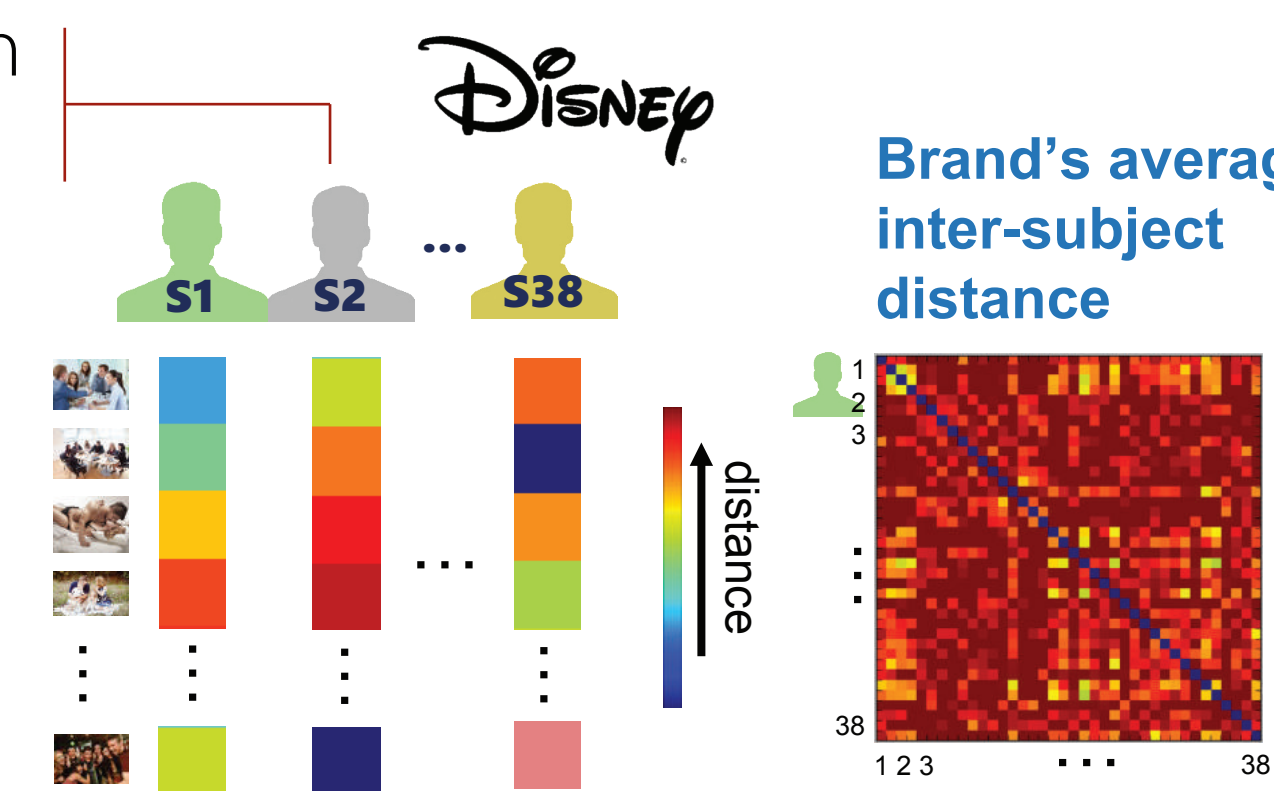 n
Disney
S1 S2 ... S38
Brand's averag
inter-subject
distance
distance
1
2
3
38
1 2 3 ... 38